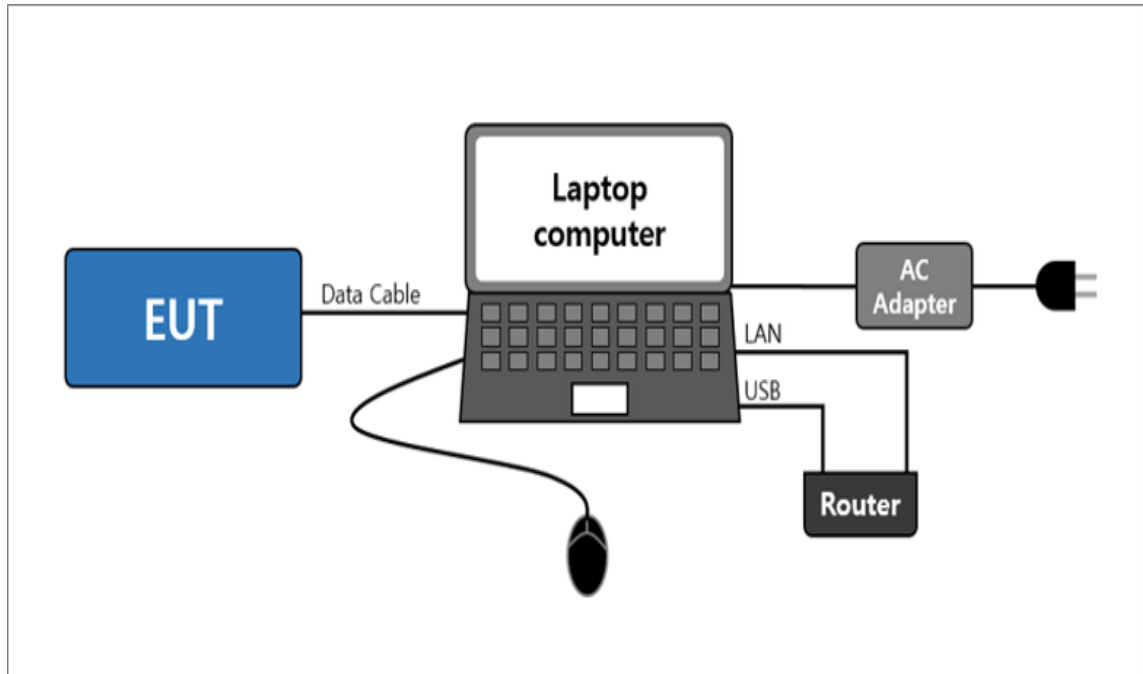 Laptop
computer
EUT
Data Cable
AC
Adapter
LAN
USB
Router